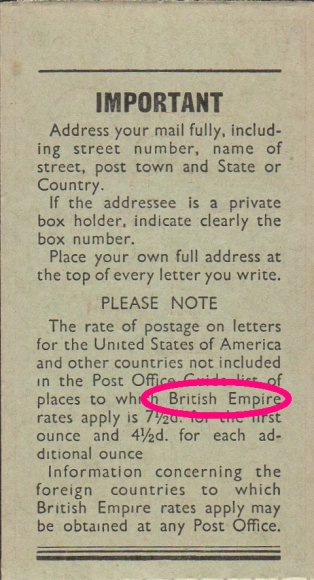 IMPORTANT
Address your mail fully, includ-
ing street number, name of
street, post town and State or
Country.
If the addressee is a private
box holder, indicate clearly the
box number.
Place your own full address at
the top of every letter you write.
PLEASE NOTE
The rate of postage on letters
for the United States of America
and other countries not included
in the Post Office Guide list of
places to which British Empire
rates apply is 7½d. for the first
ounce and 4½d. for each ad-
ditional ounce
Information concerning the
foreign countries to which
British Empire rates apply may
be obtained at any Post Office.